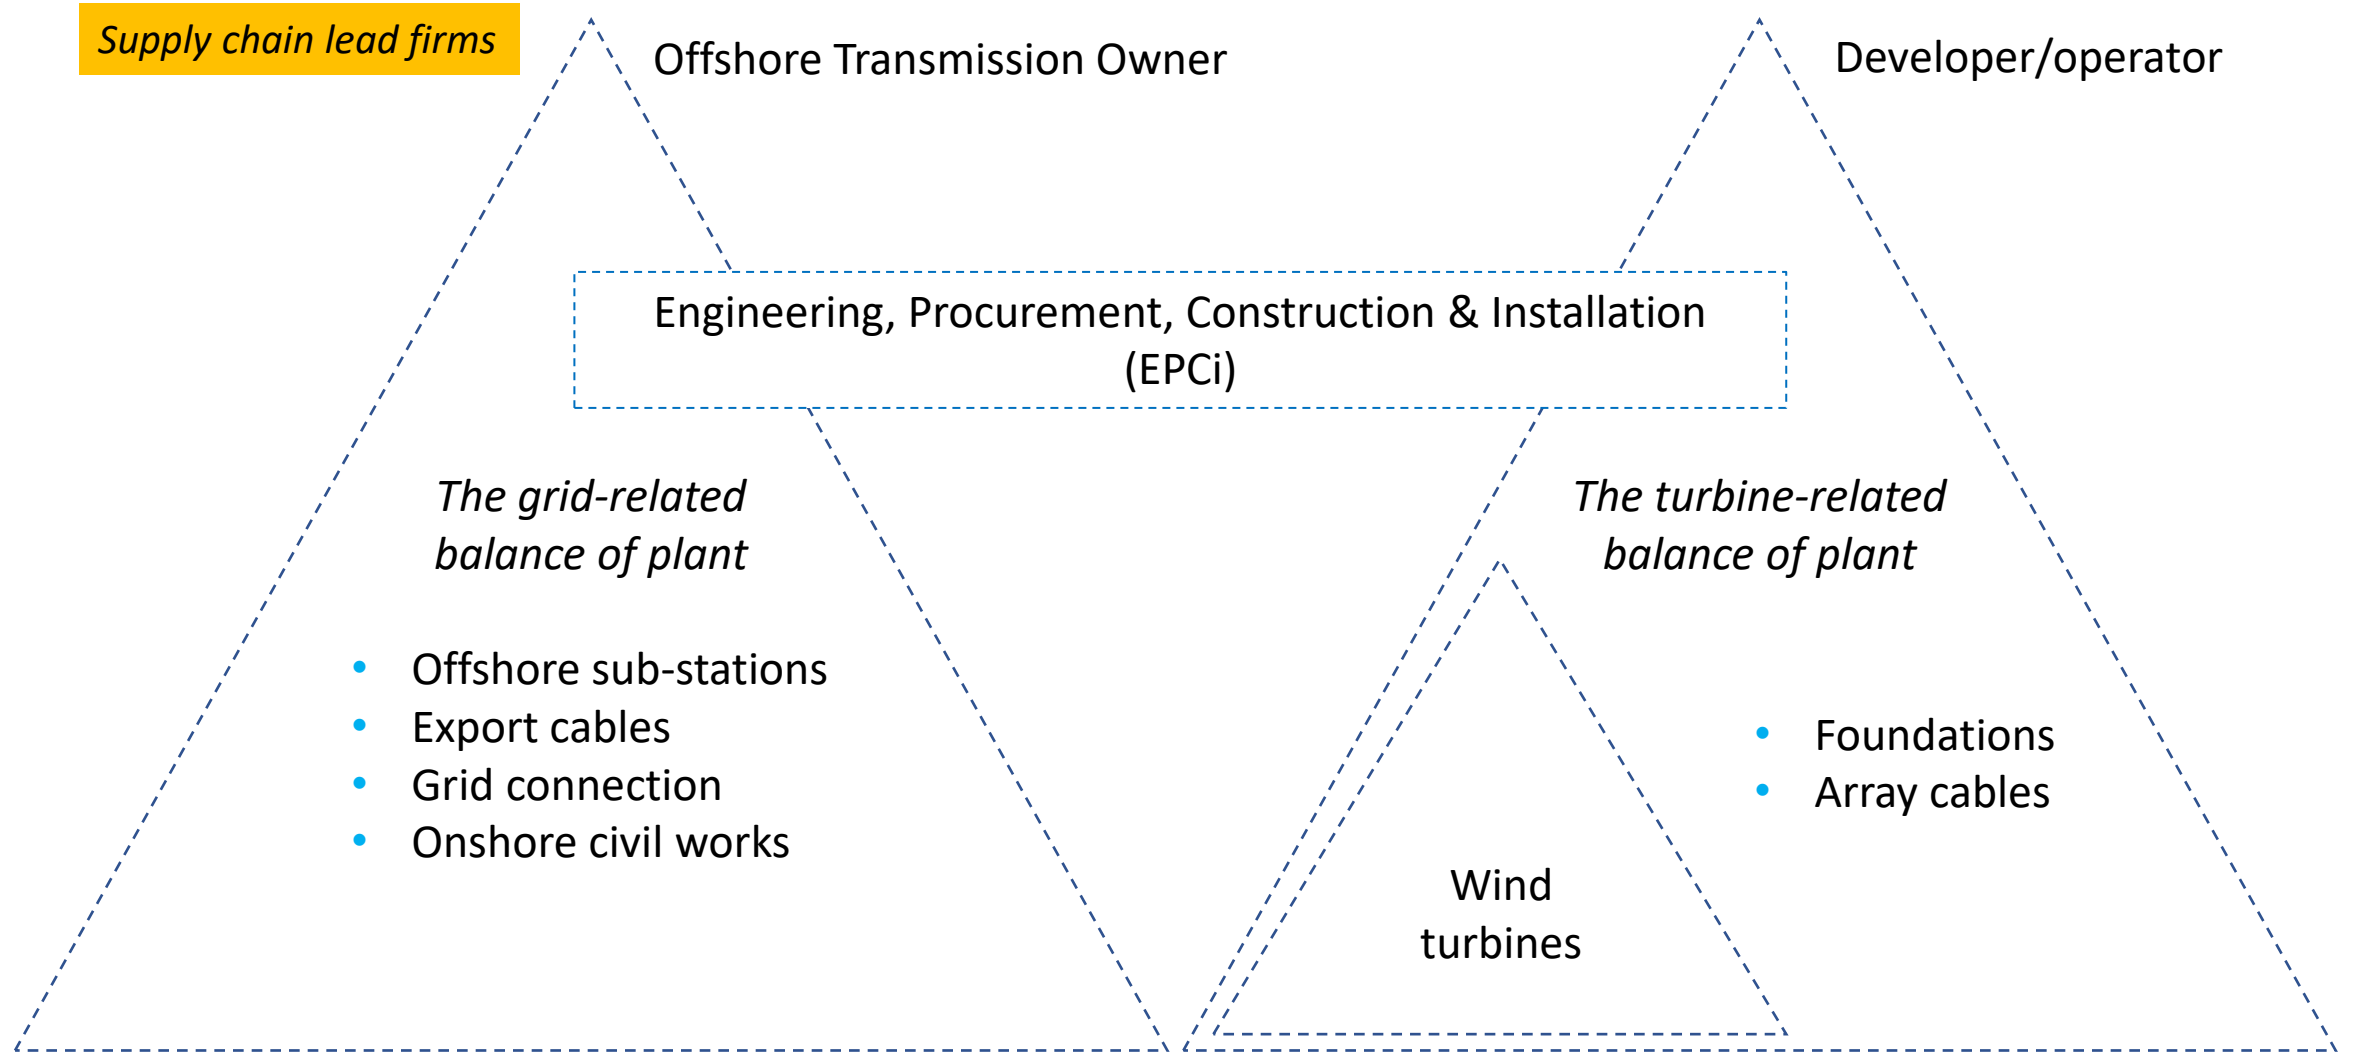 Supply chain lead firms
Offshore Transmission Owner
Developer/operator
Engineering, Procurement, Construction & Installation
(EPCi)
The grid-related
balance of plant
• Offshore sub-stations
• Export cables
• Grid connection
• Onshore civil works
The turbine-related
balance of plant
• Foundations
• Array cables
Wind
turbines